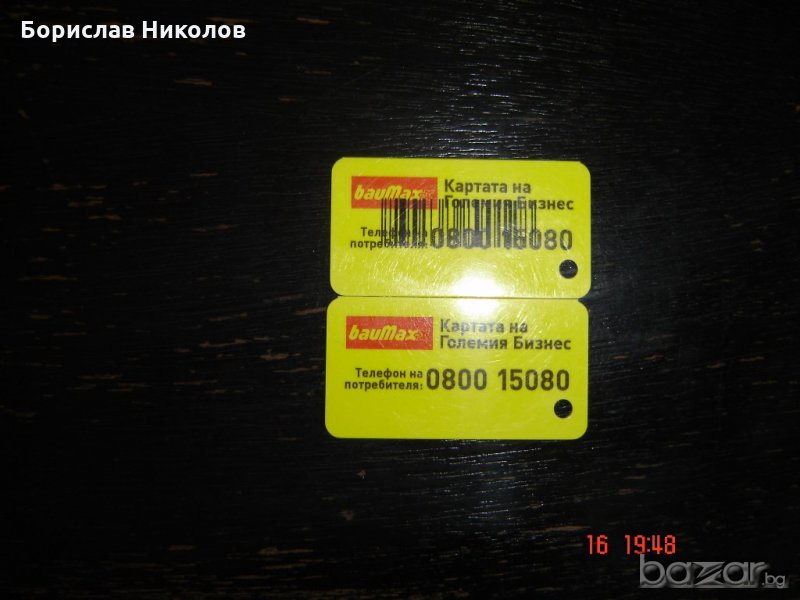 Борислав Николов
bauMax
Картата на
Големия Бизнес
Телефон на
потребителя: 0800 15080
bauMax
Картата на
Големия Бизнес
Телефон на
потребителя: 0800 15080
16 19:48
bazar.bg